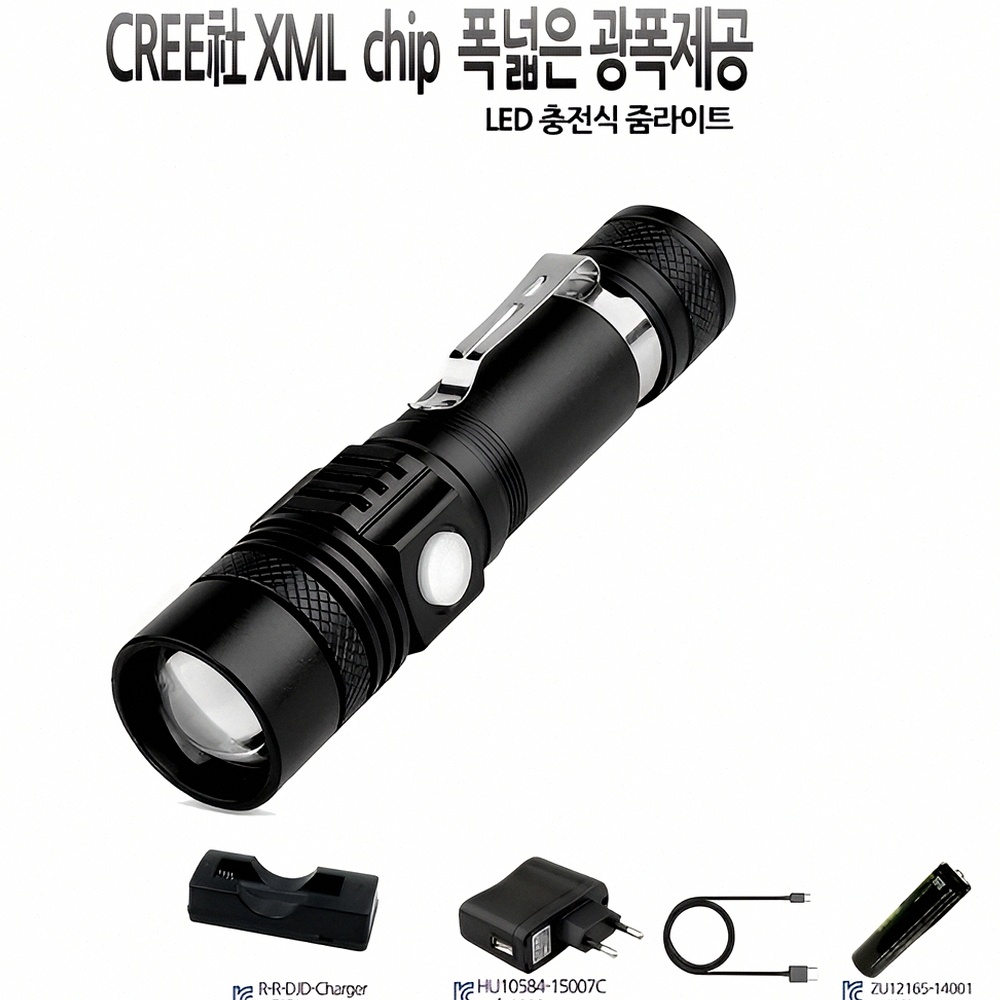 CREE社 XML chip 폭넓은 광폭제공
LED 충전식 줌라이트
R-R-DJD-Charger
HU10584-15007C
ZU12165-14001